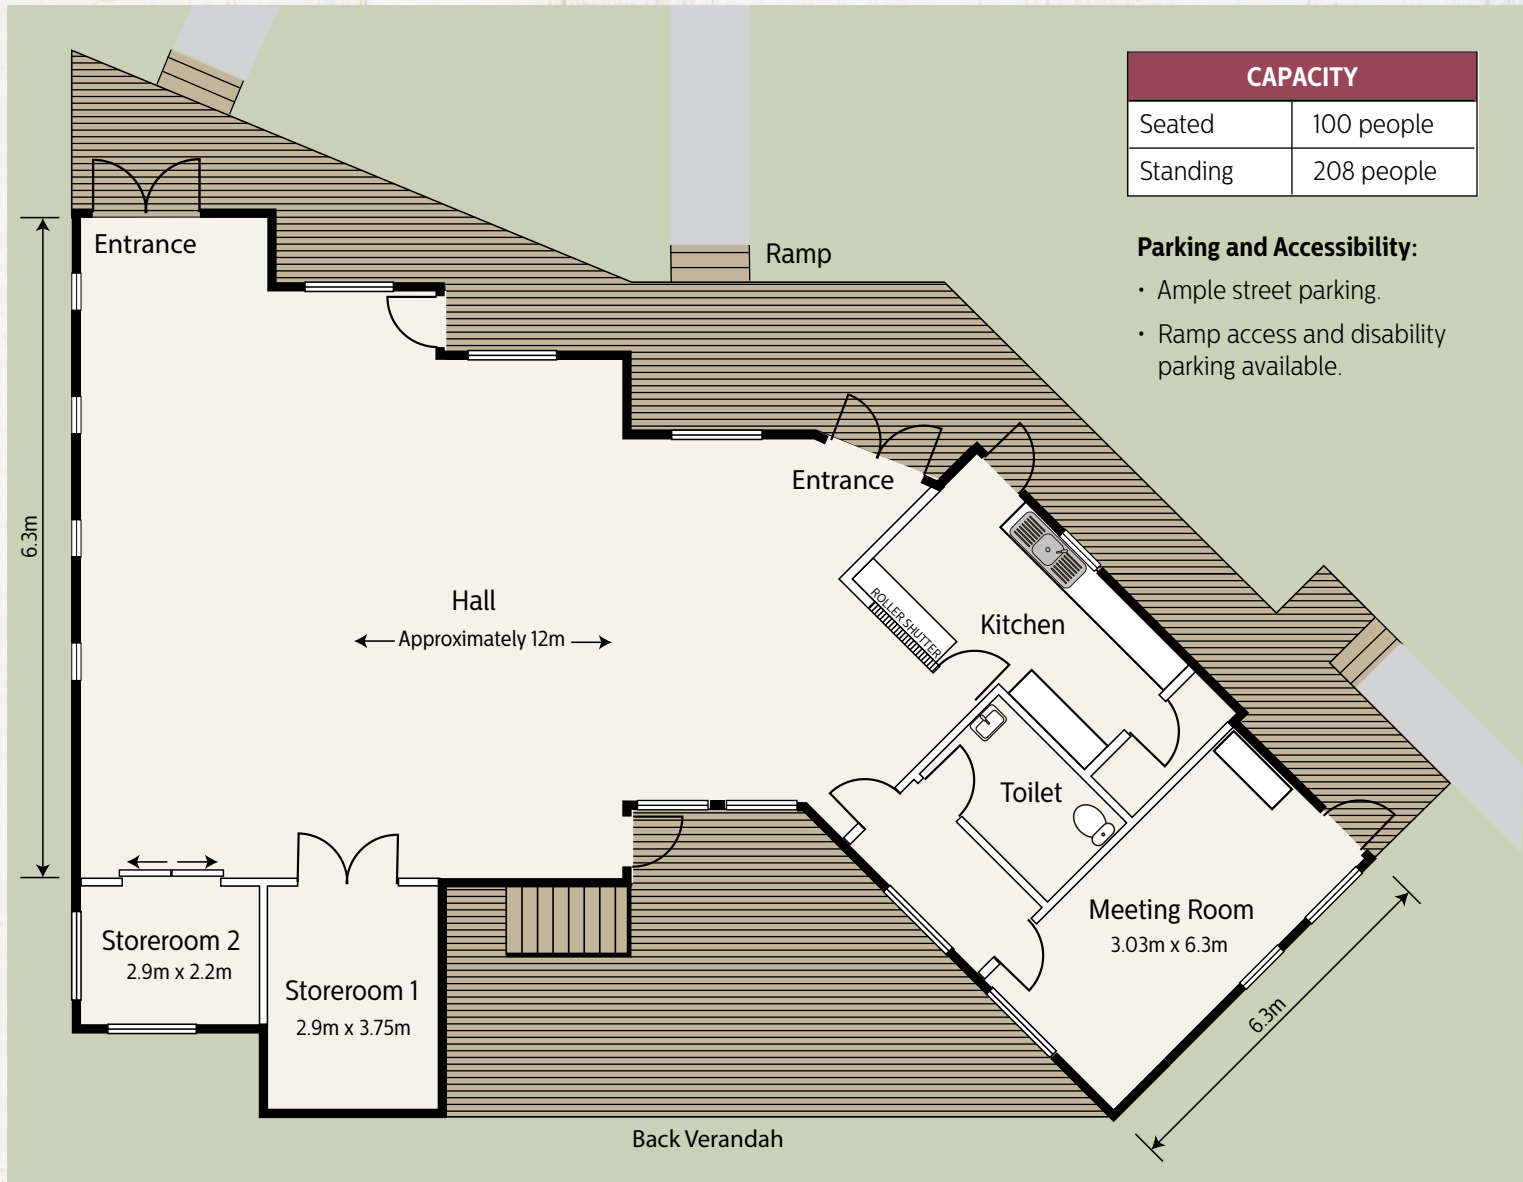 CAPACITY
Seated 100 people
Standing 208 people
Parking and Accessibility:
• Ample street parking.
• Ramp access and disability
parking available.
Entrance
Ramp
Entrance
6.3m
Hall
Approximately 12m
ROLLER SHUTTER
Kitchen
Toilet
Meeting Room
3.03m x 6.3m
6.3m
Storeroom 2
2.9m x 2.2m
Storeroom 1
2.9m x 3.75m
Back Verandah